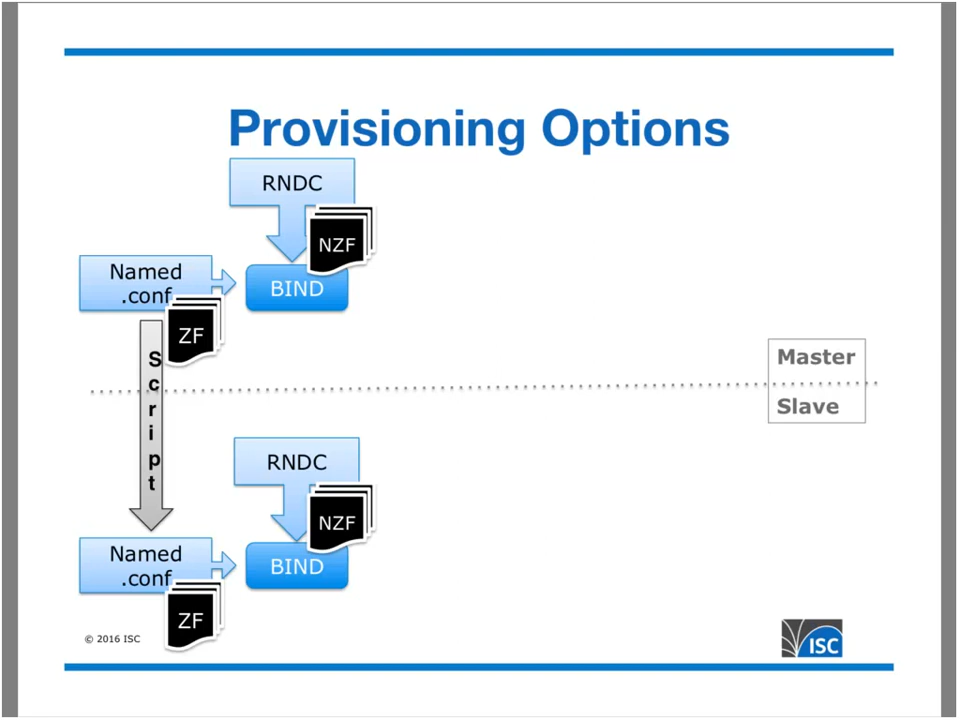 Provisioning Options
RNDC
NZF
Named
.conf
BIND
ZF
Script
Master
Slave
RNDC
NZF
Named
.conf
BIND
ZF
© 2016 ISC
ISC